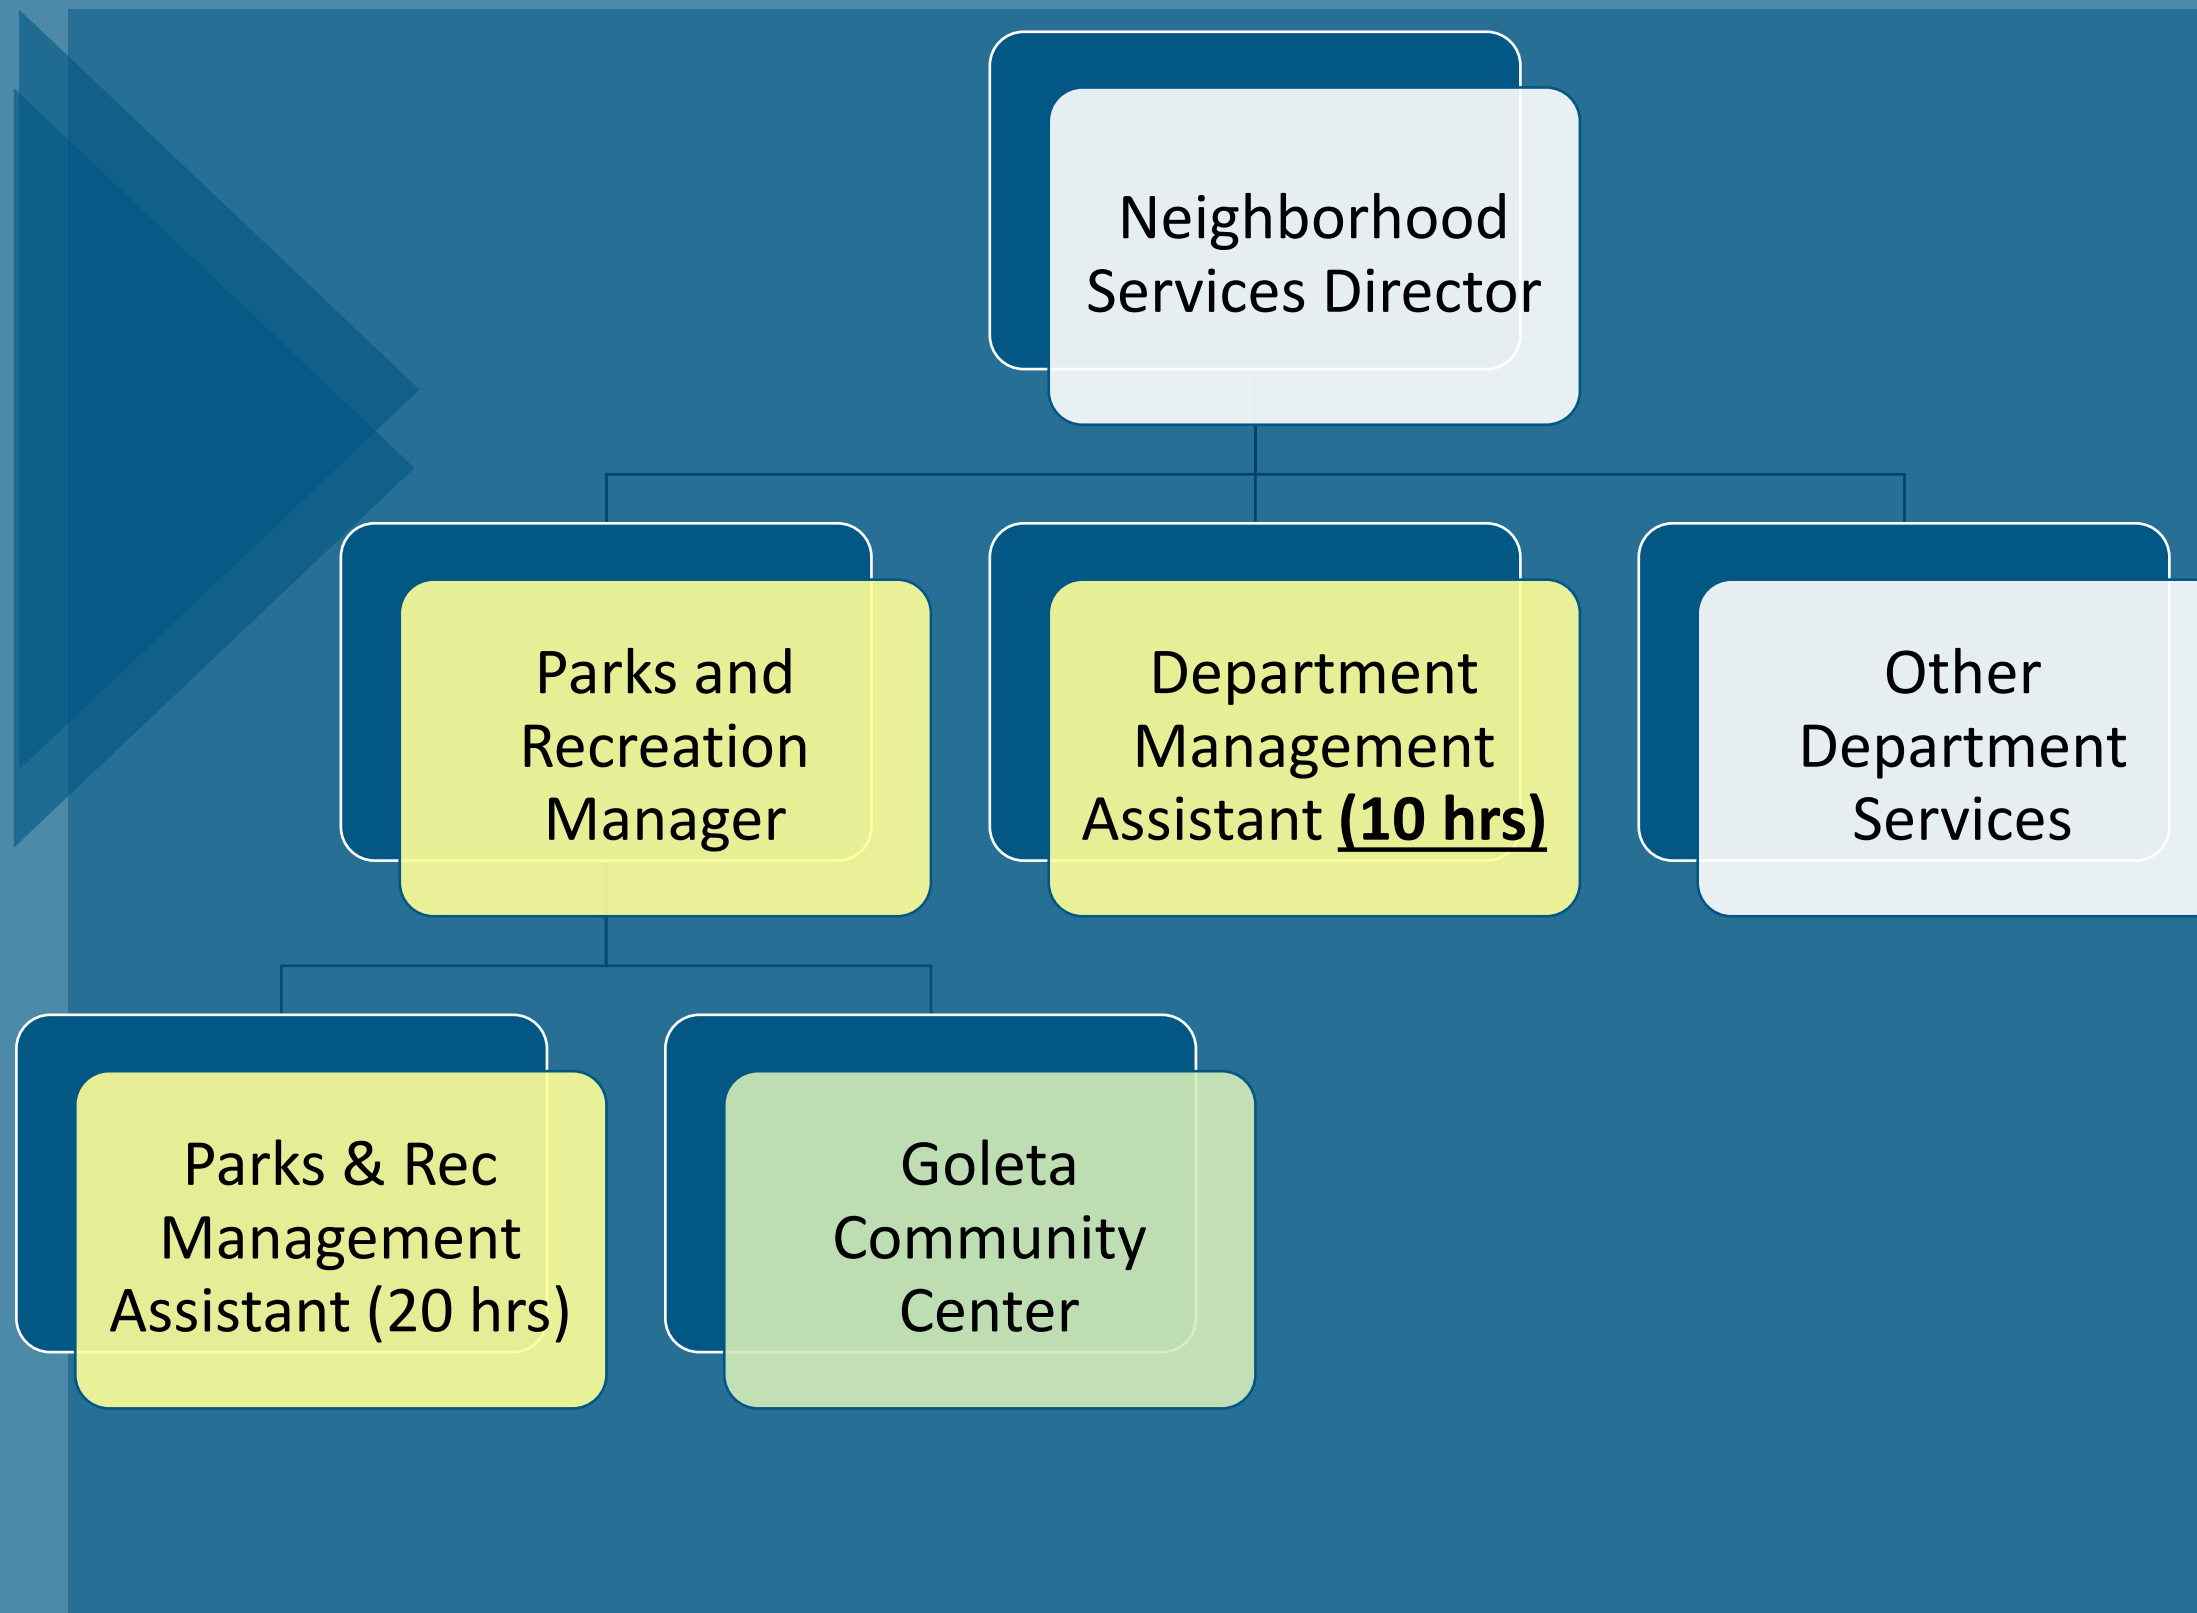 Neighborhood
Services Director
Parks and
Recreation
Manager
Department
Management
Assistant (10 hrs)
Other
Department
Services
Parks & Rec
Management
Assistant (20 hrs)
Goleta
Community
Center